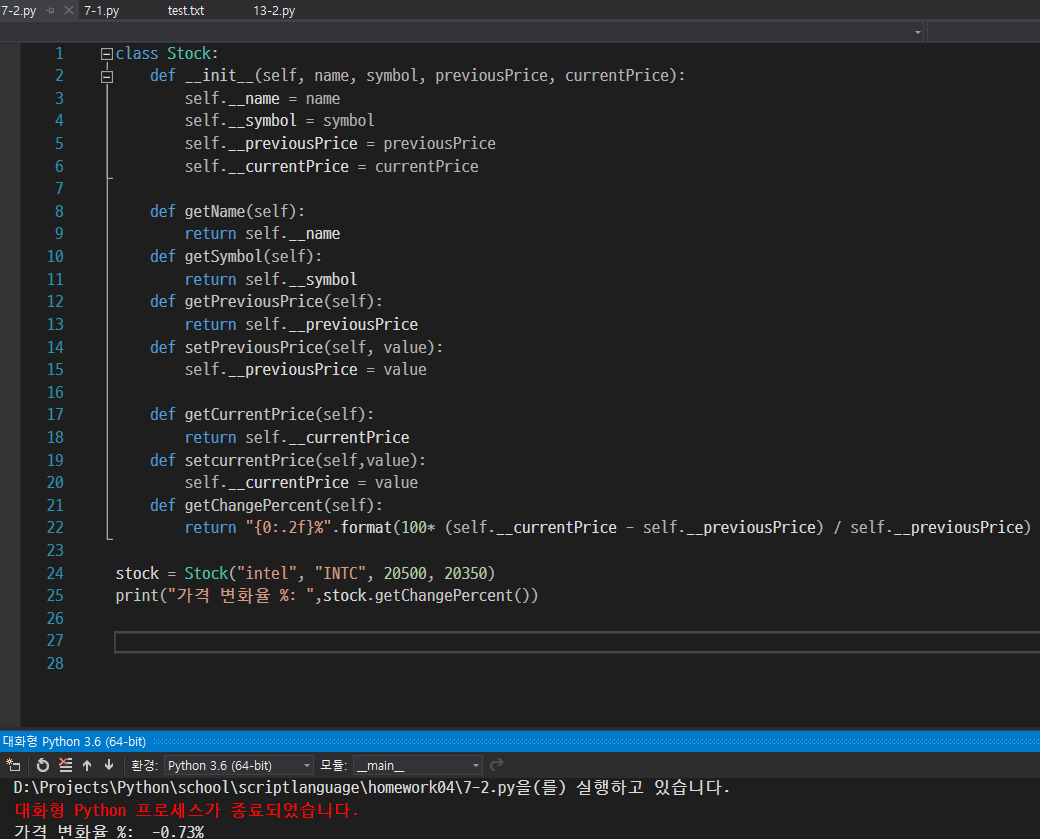 7-2.py 7-1.py test.txt 13-2.py
1 class Stock:
2 def __init__(self, name, symbol, previousPrice, currentPrice):
3 self.__name = name
4 self.__symbol = symbol
5 self.__previousPrice = previousPrice
6 self.__currentPrice = currentPrice
7
8 def getName(self):
9 return self.__name
10 def getSymbol(self):
11 return self.__symbol
12 def getPreviousPrice(self):
13 return self.__previousPrice
14 def setPreviousPrice(self, value):
15 self.__previousPrice = value
16
17 def getCurrentPrice(self):
18 return self.__currentPrice
19 def setcurrentPrice(self,value):
20 self.__currentPrice = value
21 def getChangePercent(self):
22 return "{0:.2f}%".format(100* (self.__currentPrice - self.__previousPrice) / self.__previousPrice)
23
24 stock = Stock("intel", "INTC", 20500, 20350)
25 print("가격 변화율 %: ",stock.getChangePercent())
26
27
28
대화형 Python 3.6 (64-bit)
환경: Python 3.6 (64-bit) 모듈: __main__
D:\Projects\Python\school\scriptlanguage\homework04\7-2.py을(를) 실행하고 있습니다.
대화형 Python 프로세스가 종료되었습니다.
가격 변화율 %:  -0.73%